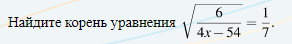 Найдите корень уравнения √(6/(4x − 54)) = 1/7.